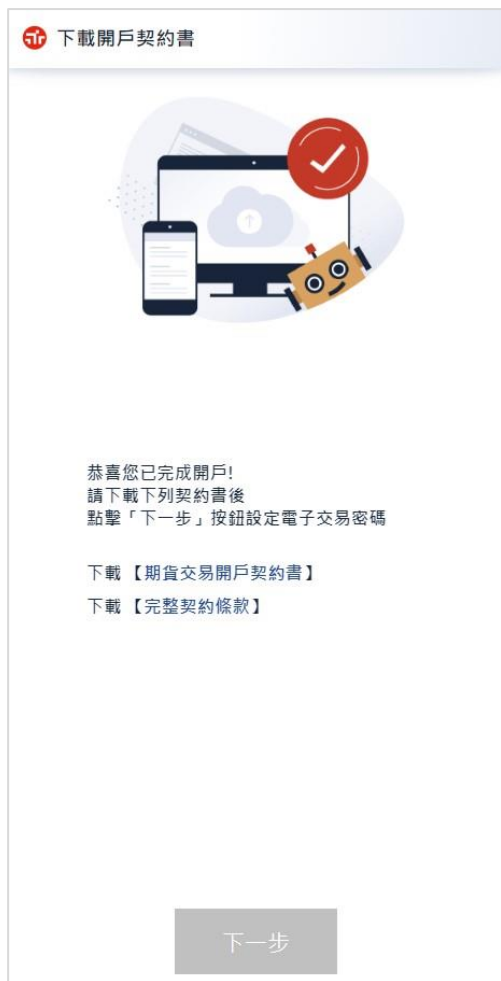 下載開戶契約書
恭喜您已完成開戶!
請下載下列契約書後
點擊「下一步」按鈕設定電子交易密碼
下載【期貨交易開戶契約書】
下載【完整契約條款】
下一步